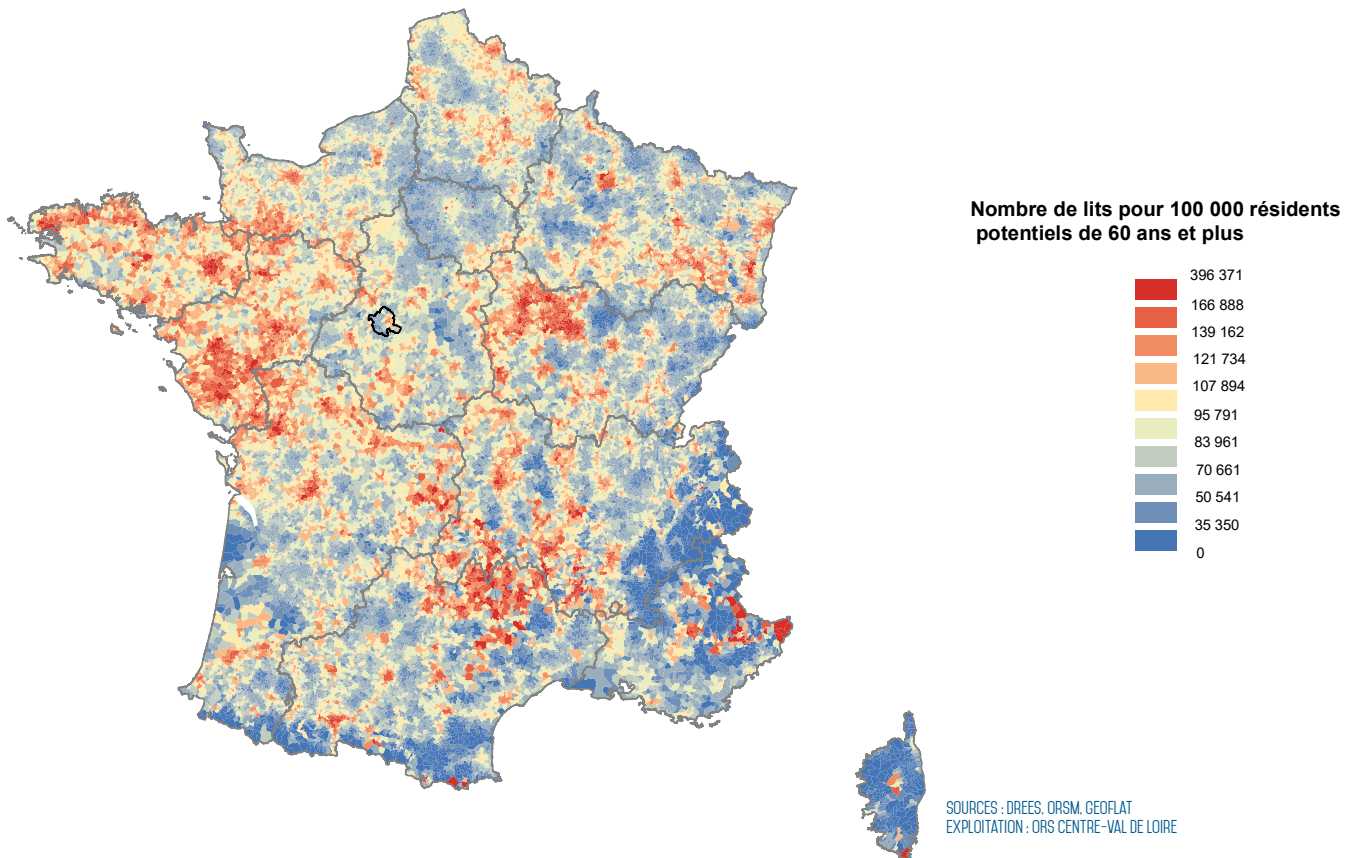 Nombre de lits pour 100 000 résidents
potentiels de 60 ans et plus
396 371
166 888
139 162
121 734
107 894
95 791
83 961
70 661
50 541
35 350
0
SOURCES : DREES, ORSM, GEOFLAT
EXPLOITATION : ORS CENTRE-VAL DE LOIRE